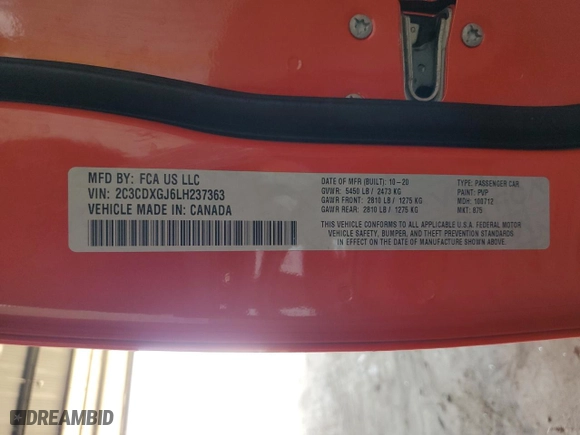 MFD BY: FCA US LLC
VIN: 2C3CDXGJ6LH237363
VEHICLE MADE IN: CANADA
DATE OF MFR (BUILT): 10-20
GVWR: 5450 LB / 2473 KG
GAWR FRONT: 2810 LB / 1275 KG
GAWR REAR: 2810 LB / 1275 KG
TYPE: PASSENGER CAR
PAINT: PVP
MDH: 100712
MKT: 875
THIS VEHICLE CONFORMS TO ALL APPLICABLE U.S.A. FEDERAL MOTOR
VEHICLE SAFETY, BUMPER, AND THEFT PREVENTION STANDARDS
IN EFFECT ON THE DATE OF MANUFACTURE SHOWN ABOVE.
DREAMBID